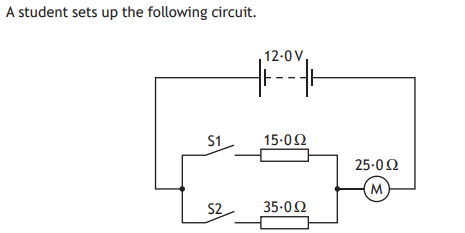 A student sets up the following circuit.
12·0 V
S1
15·0 Ω
25·0 Ω
M
S2
35·0 Ω